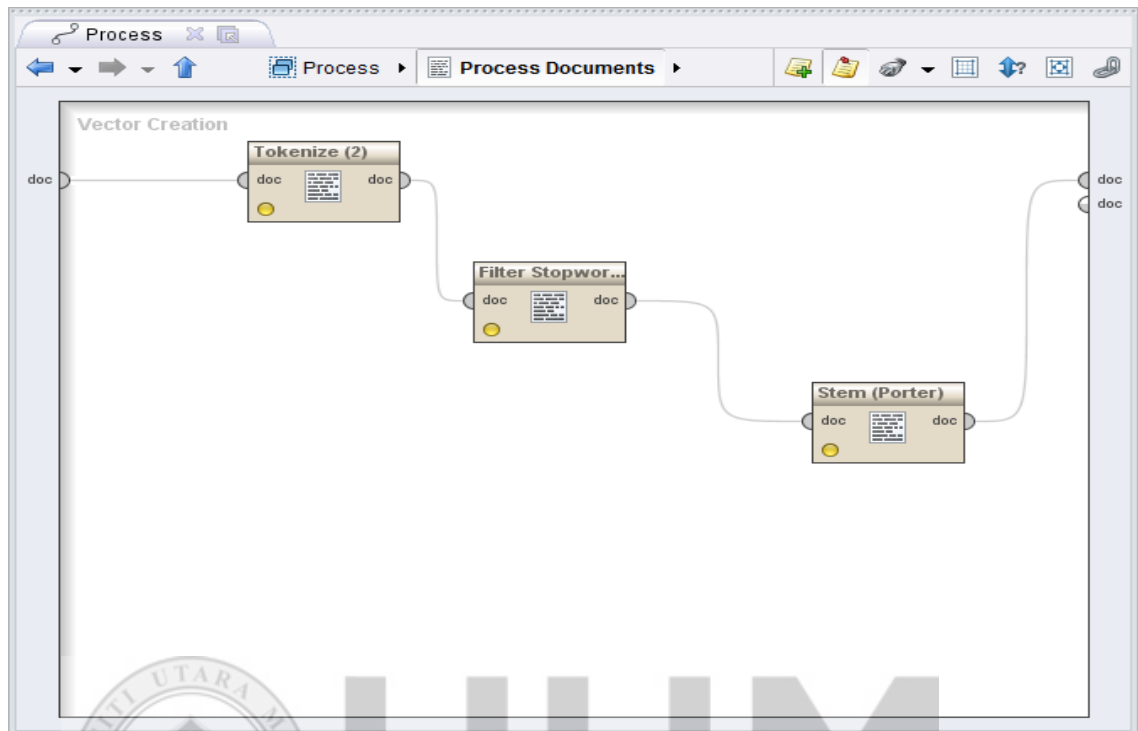 Process
Process Process Documents
Vector Creation
Tokenize (2)
doc doc doc doc
doc
Filter Stopwor...
doc doc
Stem (Porter)
doc doc
UTARA
UUM